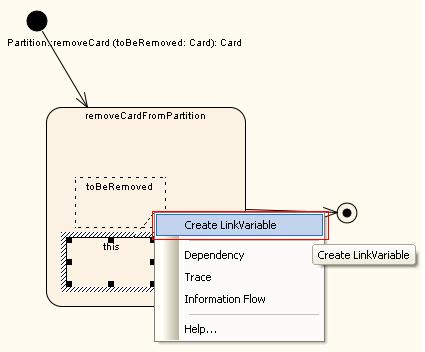 Partition::removeCard (toBeRemoved: Card): Card
removeCardFromPartition
toBeRemoved
this
Create LinkVariable
Dependency
Create LinkVariable
Trace
Information Flow
Help...